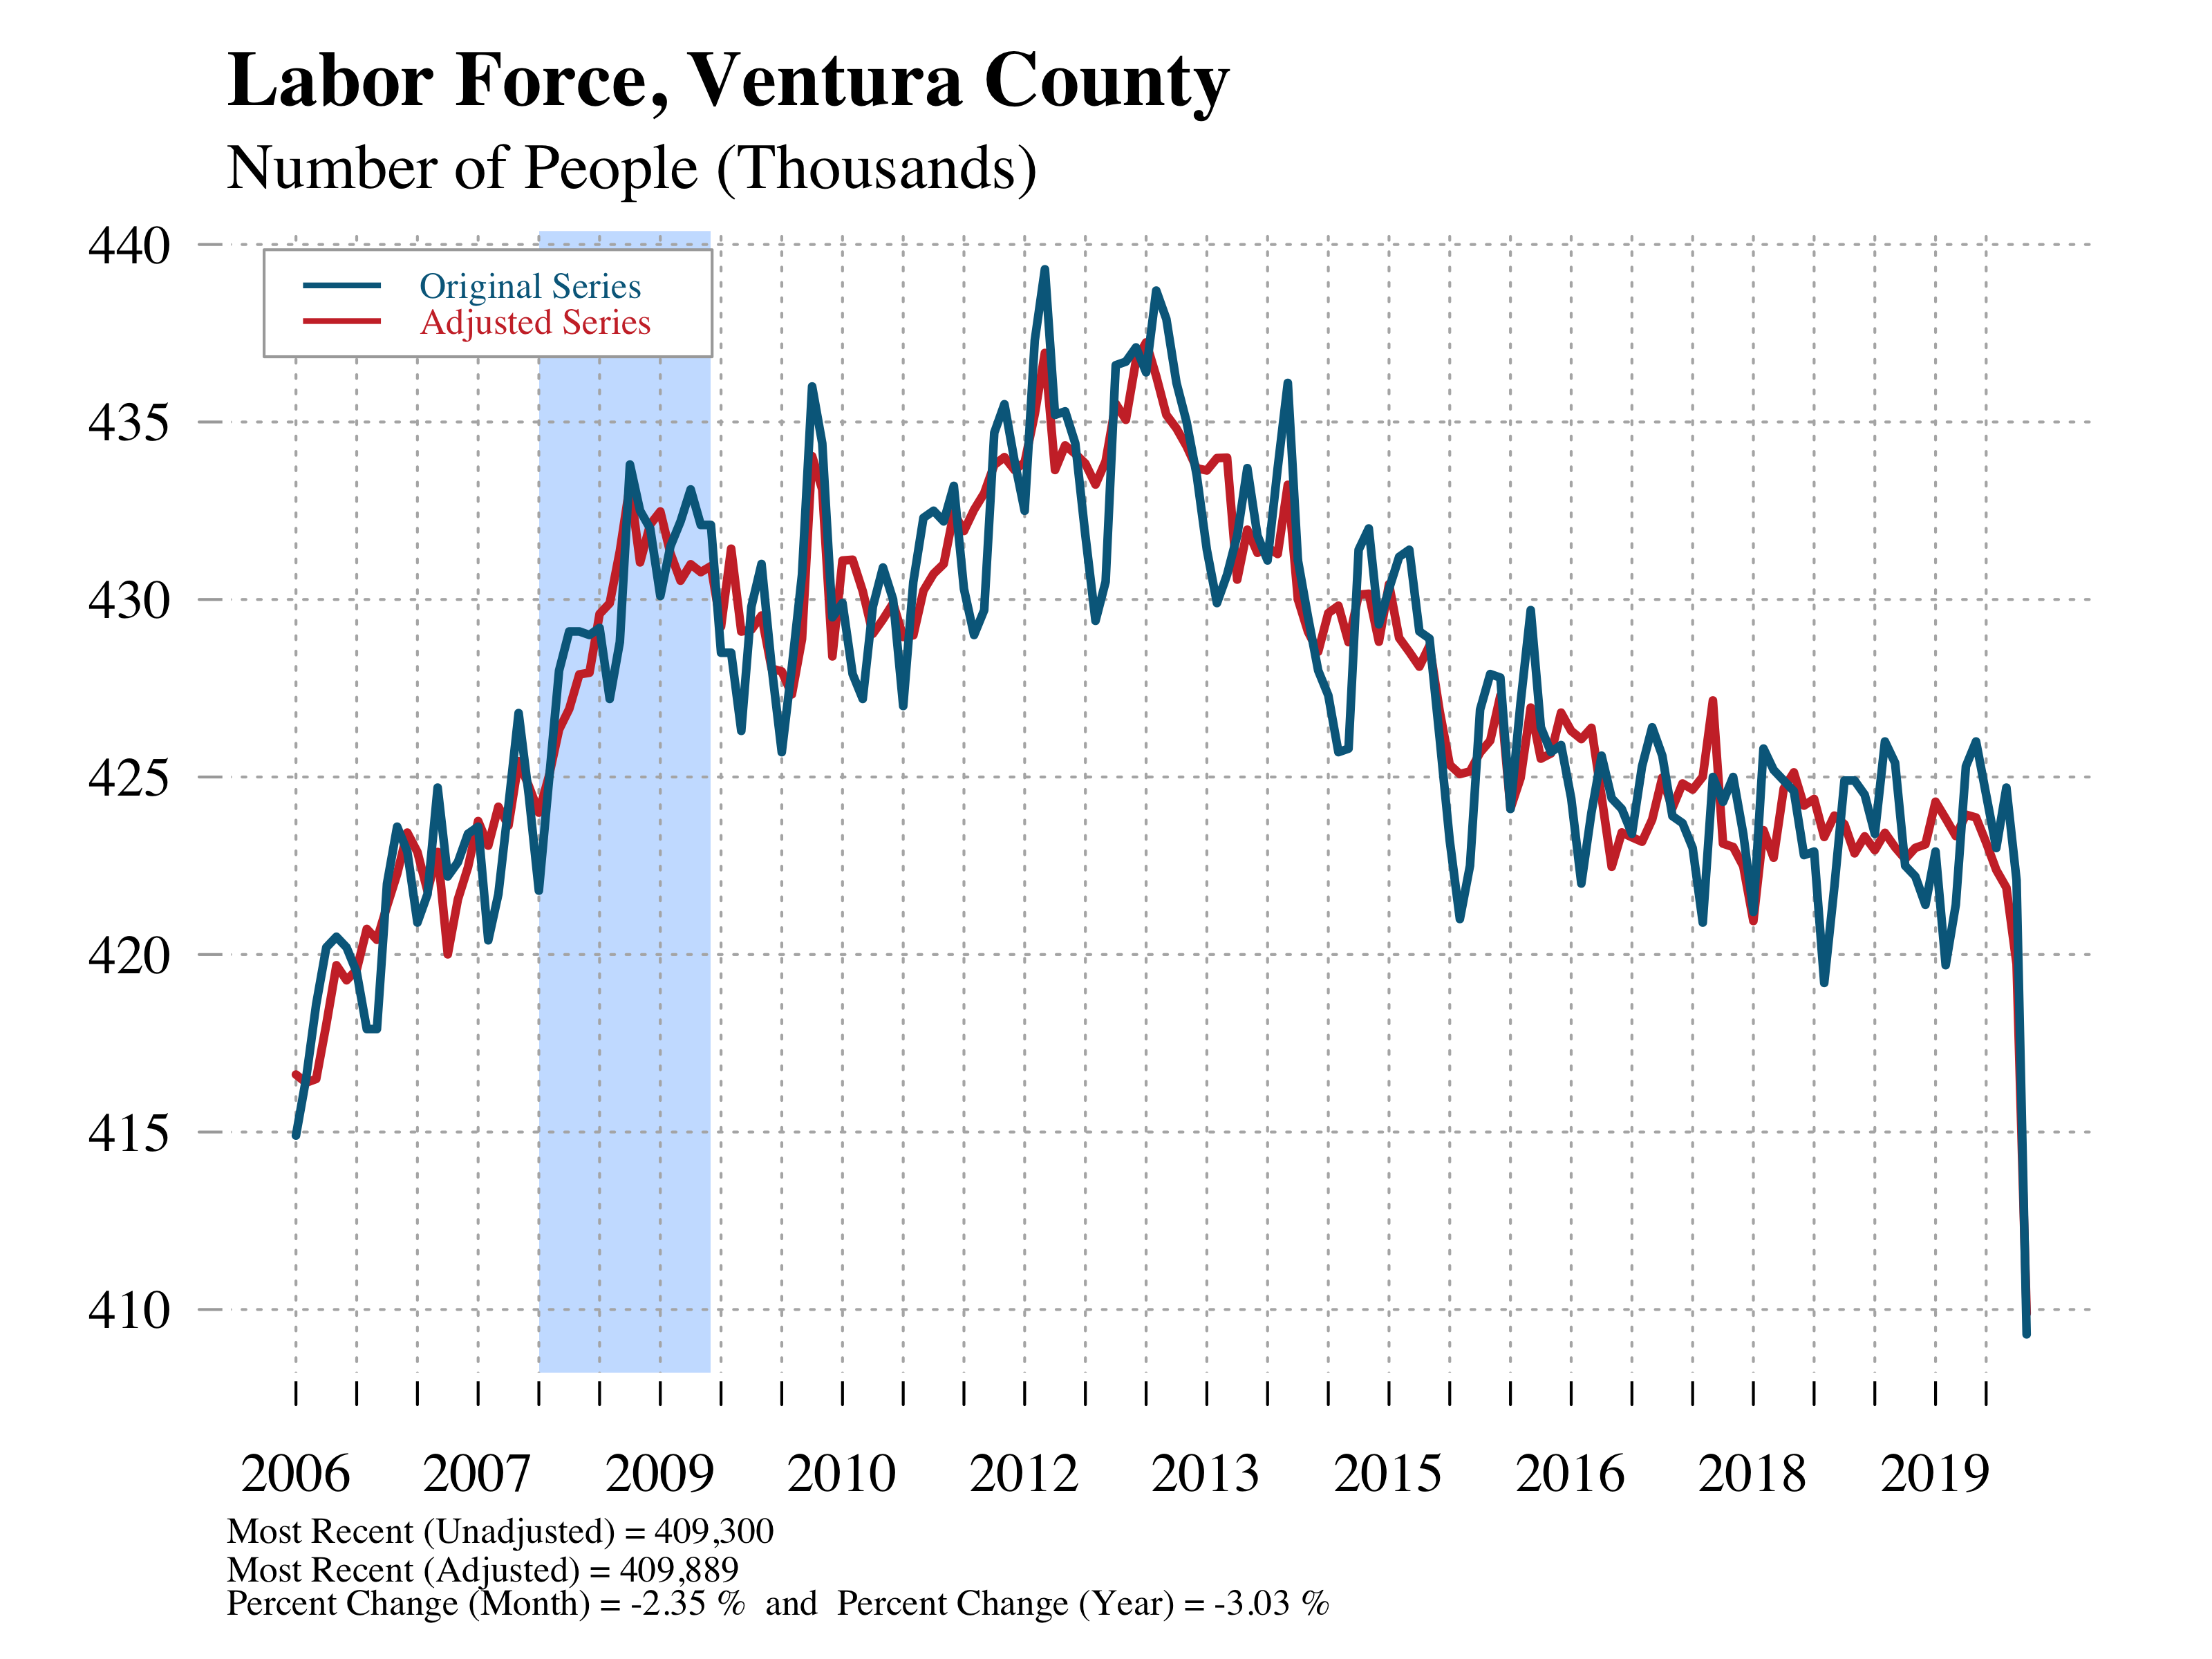 Labor Force, Ventura County
Number of People (Thousands)
440
Original Series
Adjusted Series
435
430
425
420
415
410
2006 2007 2009 2010 2012 2013 2015 2016 2018 2019
Most Recent (Unadjusted) = 409,300
Most Recent (Adjusted) = 409,889
Percent Change (Month) = -2.35 % and Percent Change (Year) = -3.03 %